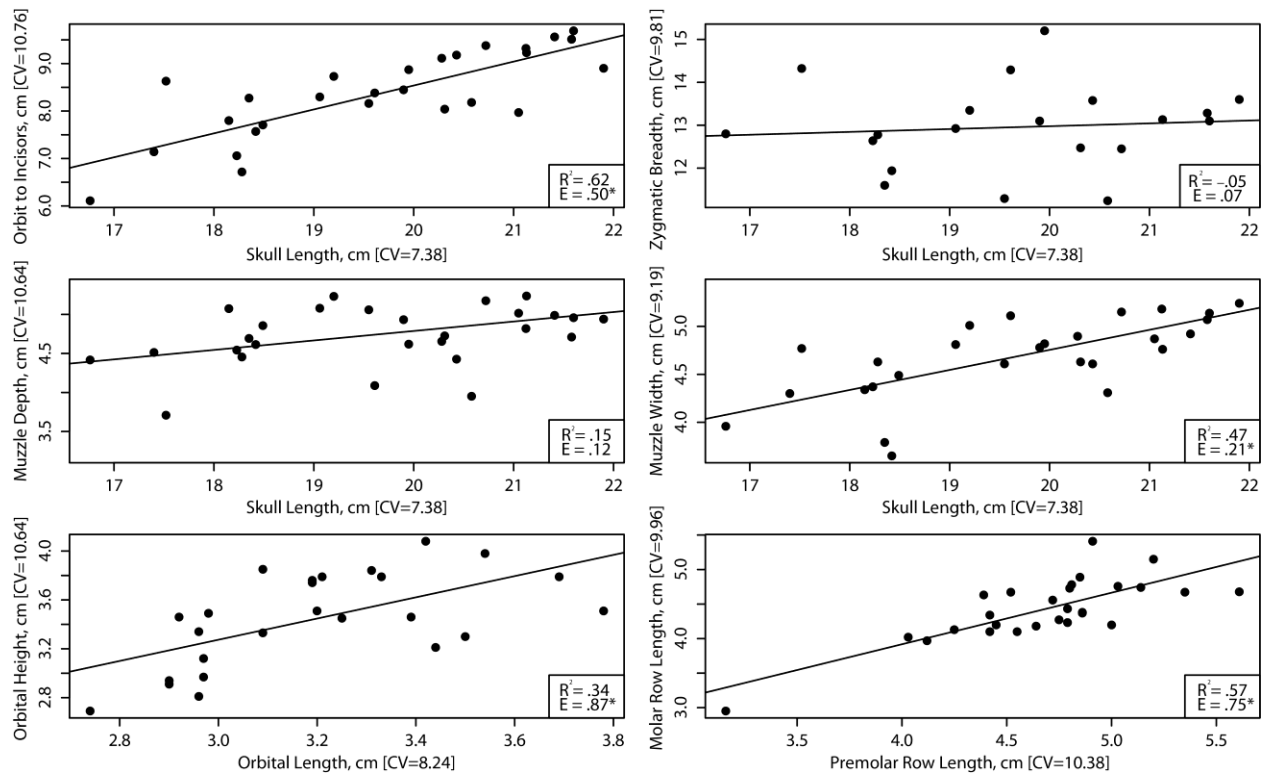 Orbit to Incisors, cm [CV=10.76]
6.0 7.0 8.0 9.0
R²= .62
E = .50*
17 18 19 20 21 22
Skull Length, cm [CV=7.38]
Zygmatic Breadth, cm [CV=9.81]
12 13 14 15
R²= –.05
E = .07
17 18 19 20 21 22
Skull Length, cm [CV=7.38]
Muzzle Depth, cm [CV=10.64]
3.5 4.5
R²= .15
E = .12
17 18 19 20 21 22
Skull Length, cm [CV=7.38]
Muzzle Width, cm [CV=9.19]
4.0 4.5 5.0
R²= .47
E = .21*
17 18 19 20 21 22
Skull Length, cm [CV=7.38]
Orbital Height, cm [CV=10.64]
2.8 3.2 3.6 4.0
R²= .34
E = .87*
2.8 3.0 3.2 3.4 3.6 3.8
Orbital Length, cm [CV=8.24]
Molar Row Length, cm [CV=9.96]
3.0 4.0 5.0
R²= .57
E = .75*
3.5 4.0 4.5 5.0 5.5
Premolar Row Length, cm [CV=10.38]